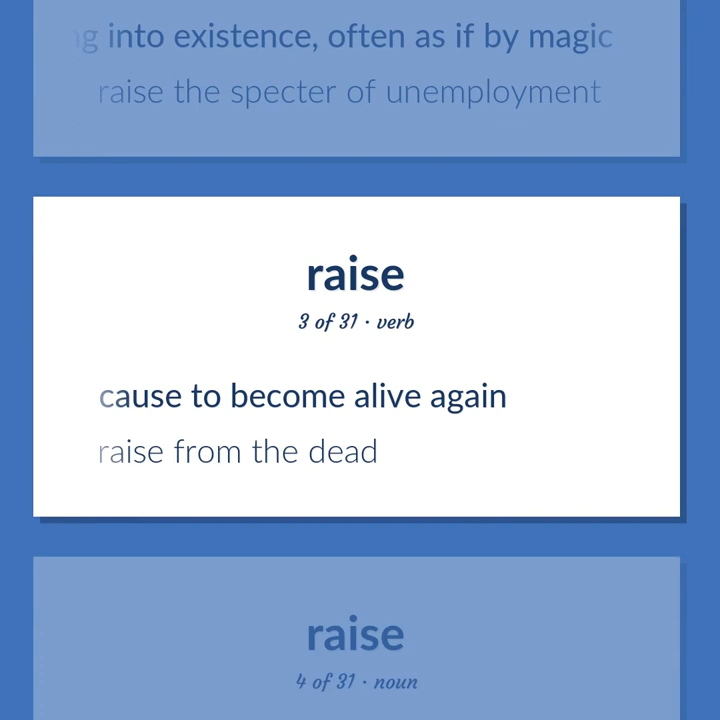 into existence, often as if by magic
raise the specter of unemployment
raise
3 of 31 · verb
cause to become alive again
raise from the dead
raise
4 of 31 · noun